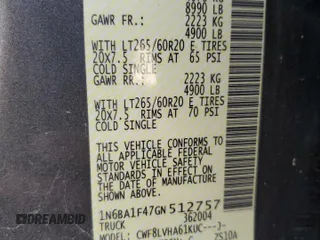 8990 LB
GAWR FR.: 2223 KG
4900 LB
WITH LT265/60R20 E TIRES
20x7.5 RIMS AT 65 PSI
COLD SINGLE
GAWR RR.: 2223 KG
4900 LB
WITH LT265/60R20 E TIRES
20x7.5 RIMS AT 70 PSI
COLD SINGLE
THIS VEHICLE CONFORMS TO
ALL APPLICABLE U.S. FEDERAL
MOTOR VEHICLE SAFETY
STANDARDS IN EFFECT ON
THE DATE OF MANUFACTURE
SHOWN ABOVE.
1N6BA1F47GN512757
362004
MODEL: CWF8LVHA61KUC---J-
DREAMBID